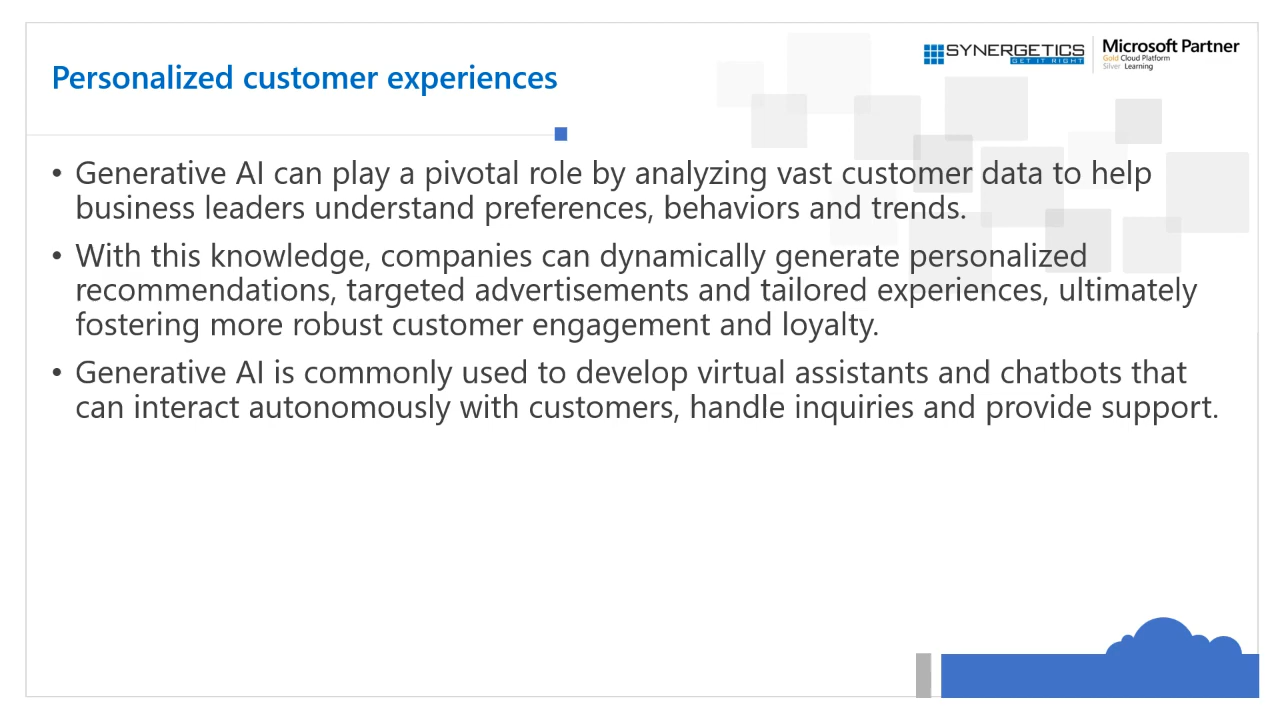 SYNERGETICS
GET IT RIGHT
Microsoft Partner
Gold Cloud Platform
Silver Learning
Personalized customer experiences
• Generative AI can play a pivotal role by analyzing vast customer data to help
business leaders understand preferences, behaviors and trends.
• With this knowledge, companies can dynamically generate personalized
recommendations, targeted advertisements and tailored experiences, ultimately
fostering more robust customer engagement and loyalty.
• Generative AI is commonly used to develop virtual assistants and chatbots that
can interact autonomously with customers, handle inquiries and provide support.